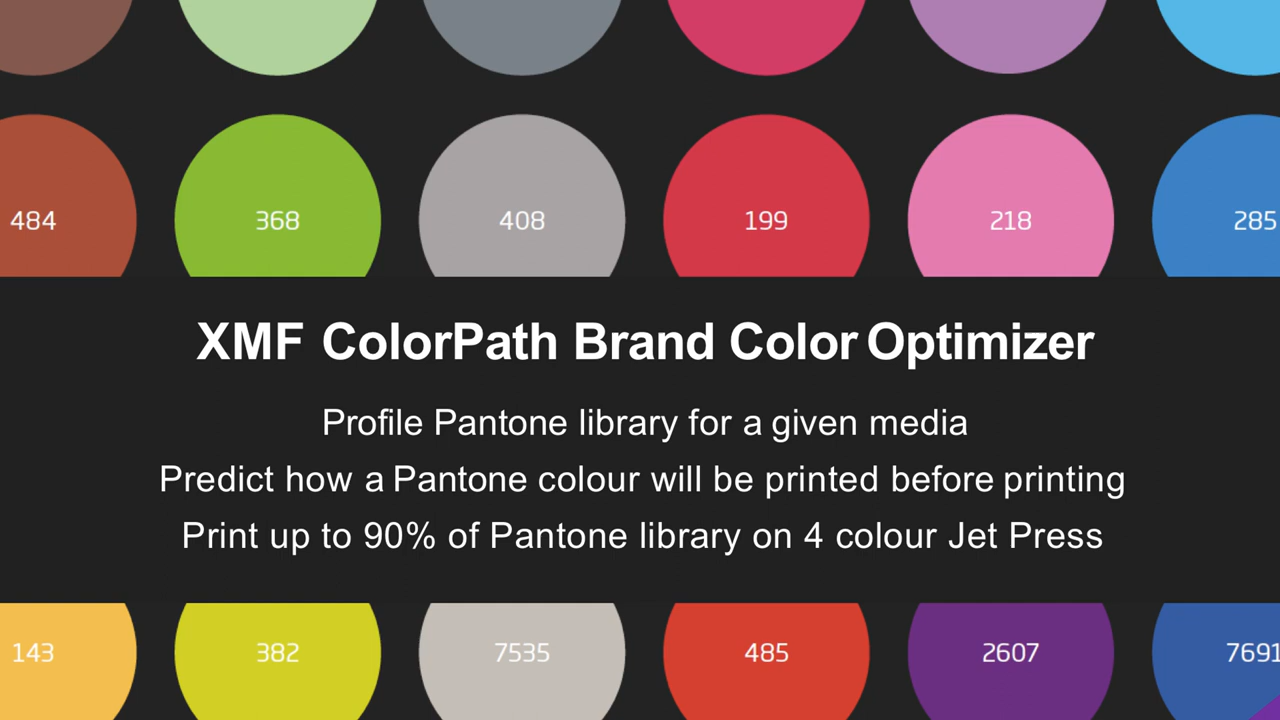 484 368 408 199 218 285
XMF ColorPath Brand Color Optimizer
Profile Pantone library for a given media
Predict how a Pantone colour will be printed before printing
Print up to 90% of Pantone library on 4 colour Jet Press
143 382 7535 485 2607 7691